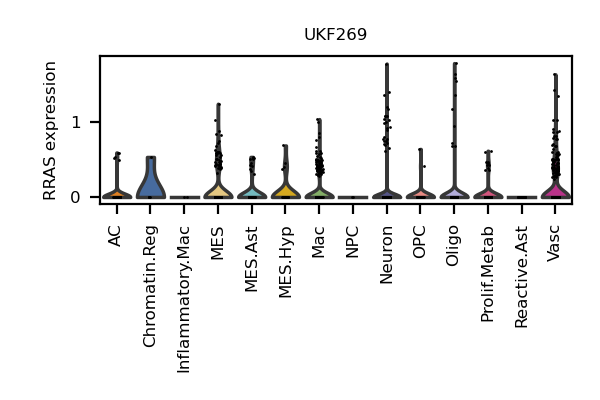 UKF269
RRAS expression
1
0
AC
Chromatin.Reg
Inflammatory.Mac
MES
MES.Ast
MES.Hyp
Mac
NPC
Neuron
OPC
Oligo
Prolif.Metab
Reactive.Ast
Vasc